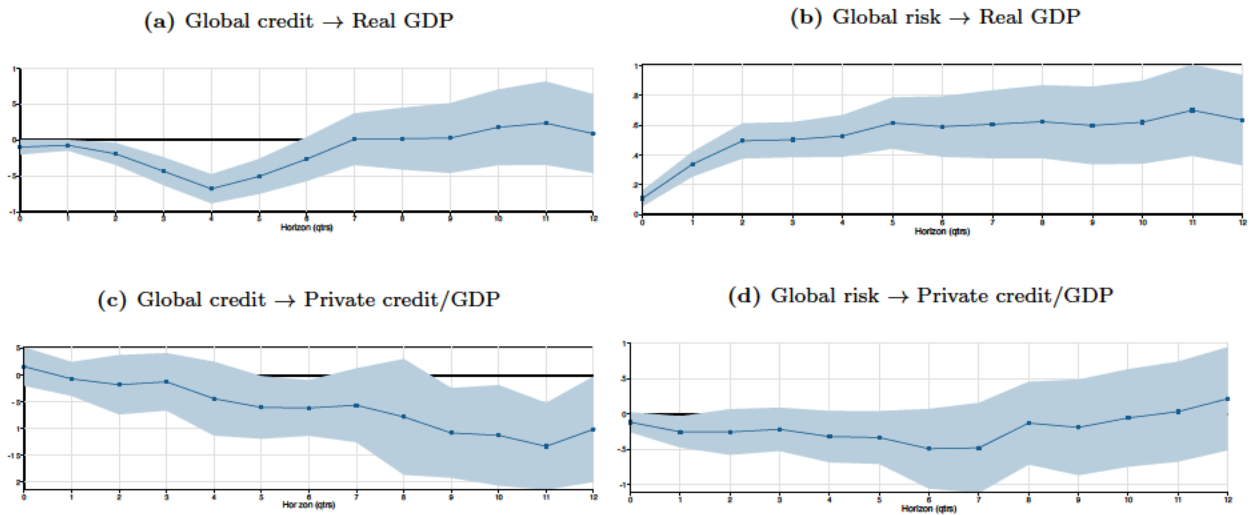 (a) Global credit → Real GDP
1
.5
0
-.5
-1
0 1 2 3 4 5 6 7 8 9 10 11 12
Horizon (qtrs)
(b) Global risk → Real GDP
1
.8
.6
.4
.2
0
0 1 2 3 4 5 6 7 8 9 10 11 12
Horizon (qtrs)
(c) Global credit → Private credit/GDP
5
0
-5
1
-15
2
0 1 2 3 4 5 6 7 8 9 10 11 12
Hor zon (qtrs)
(d) Global risk → Private credit/GDP
1
.5
0
-.5
-1
0 1 2 3 4 5 6 7 8 9 10 11 12
Horizon (qtrs)